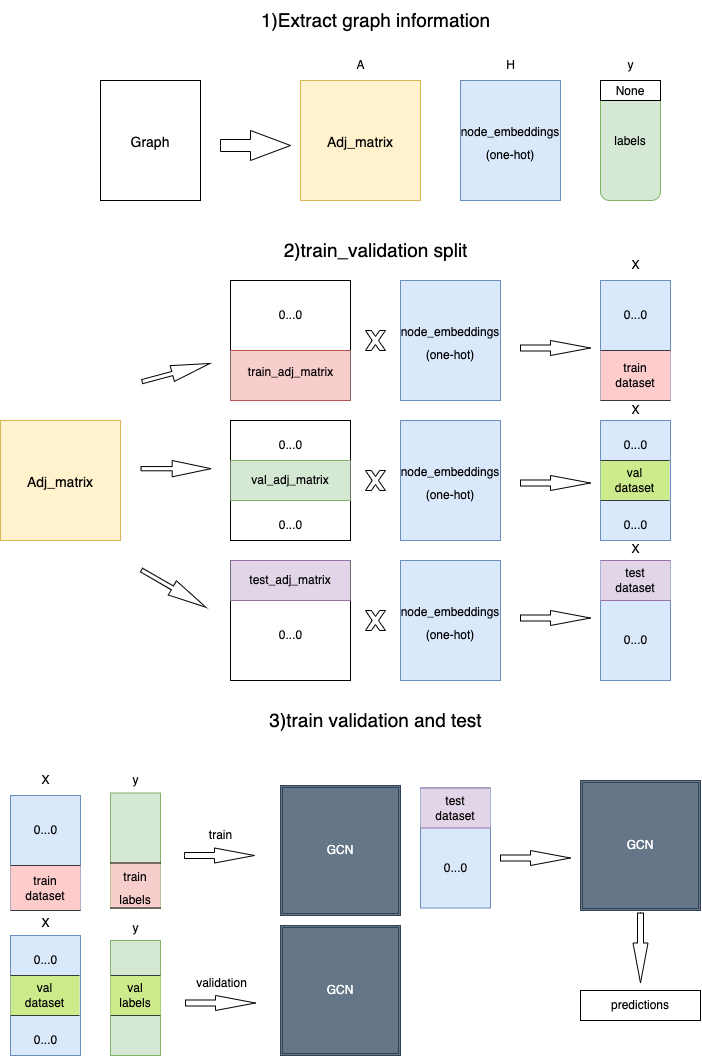 1)Extract graph information
A
H
y
Graph
Adj_matrix
node_embeddings
(one-hot)
None
labels
2)train_validation split
X
0...0
train_adj_matrix
X
node_embeddings
(one-hot)
0...0
train
dataset
Adj_matrix
X
0...0
val_adj_matrix
0...0
X
node_embeddings
(one-hot)
0...0
val
dataset
0...0
X
test_adj_matrix
0...0
X
node_embeddings
(one-hot)
test
dataset
0...0
3)train validation and test
X
y
0...0
train
dataset
train
labels
train
GCN
test
dataset
0...0
GCN
X
y
0...0
val
dataset
0...0
val
labels
validation
GCN
predictions